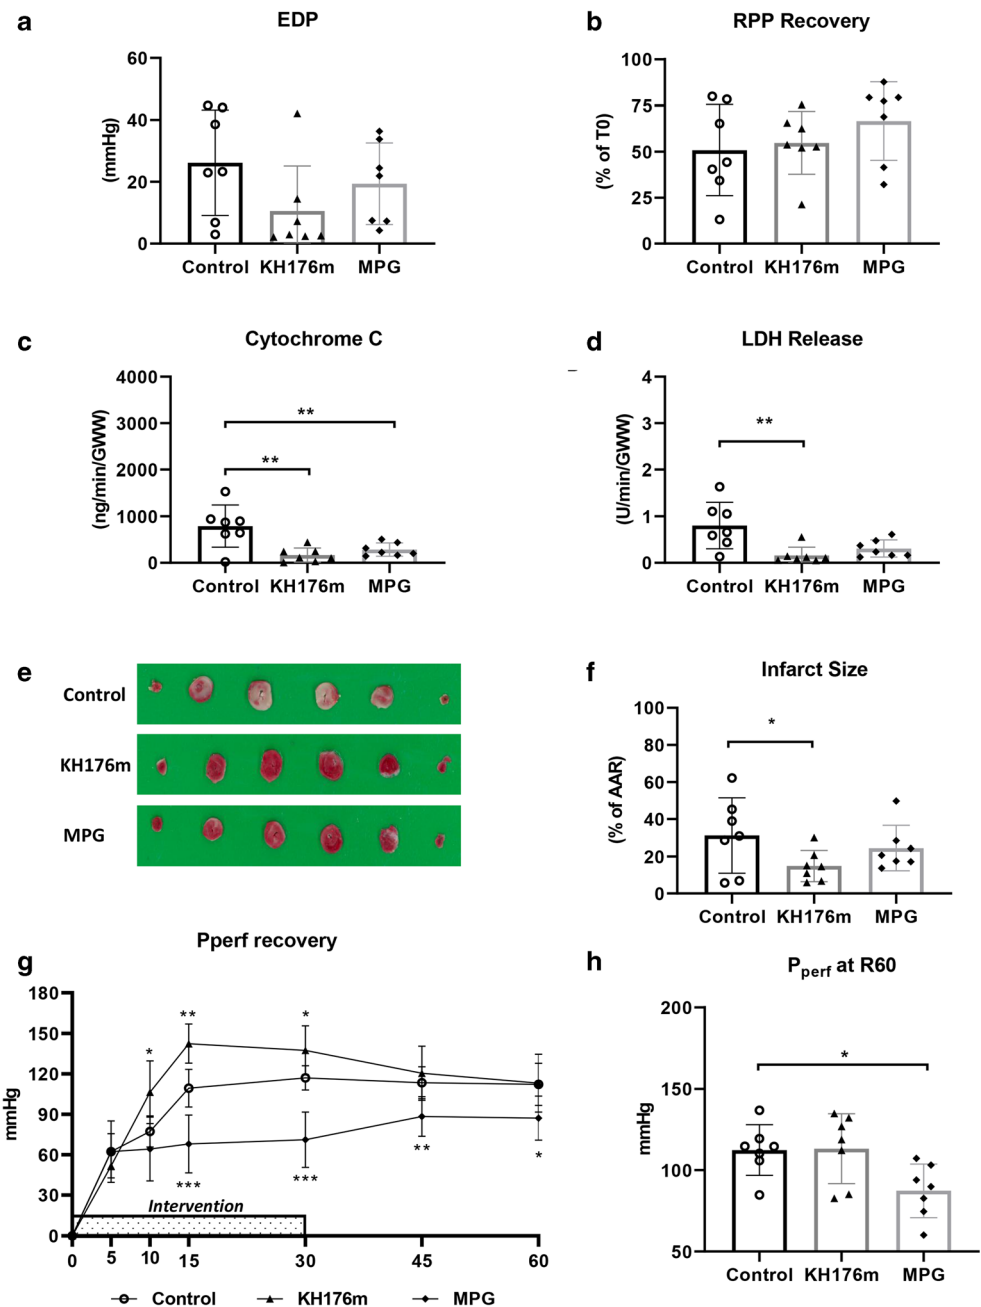 a
EDP
(mmHg)
60
40
20
0
Control KH176m MPG
b
RPP Recovery
(% of T0)
100
75
50
25
0
Control KH176m MPG
c
Cytochrome C
(ng/min/GWW)
4000
3000
2000
1000
0
**
**
Control KH176m MPG
d
LDH Release
(U/min/GWW)
4
3
2
1
0
**
Control KH176m MPG
e
Control
KH176m
MPG
f
Infarct Size
(% of AAR)
100
80
60
40
20
0
*
Control KH176m MPG
g
Pperf recovery
mmHg
180
150
120
90
60
30
0
*
**
*
***
***
**
*
Intervention
0 5 10 15 30 45 60
Control KH176m MPG
h
Pperf at R60
mmHg
200
150
100
50
*
Control KH176m MPG